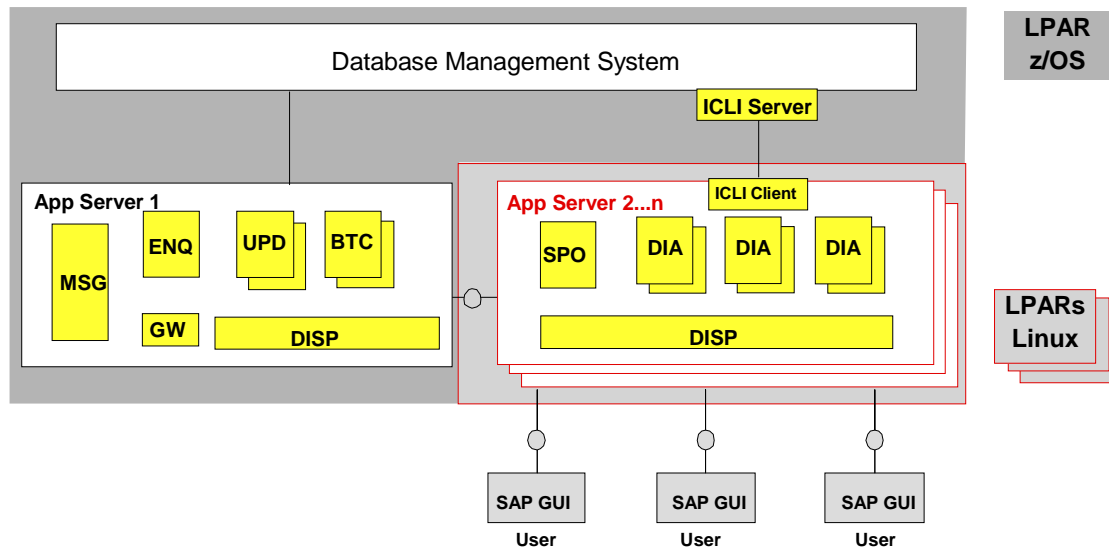 Database Management System
LPAR
z/OS
ICLI Server
App Server 1
MSG
ENQ
UPD
BTC
GW
DISP
ICLI Client
App Server 2...n
SPO
DIA
DIA
DIA
DISP
LPARs
Linux
SAP GUI
SAP GUI
SAP GUI
User
User
User